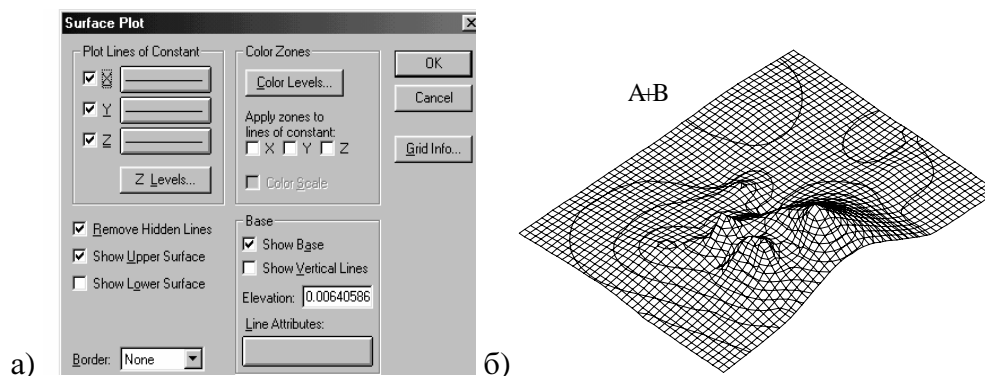 Surface Plot
Plot Lines of Constant
X
Y
Z
Z Levels...
Color Zones
Color Levels...
Apply zones to
lines of constant:
X Y Z
Color Scale
OK
Cancel
Grid Info...
Remove Hidden Lines
Show Upper Surface
Show Lower Surface
Border: None
Base
Show Base
Show Vertical Lines
Elevation: 0.00640586
Line Attributes:
а)
A+B
б)